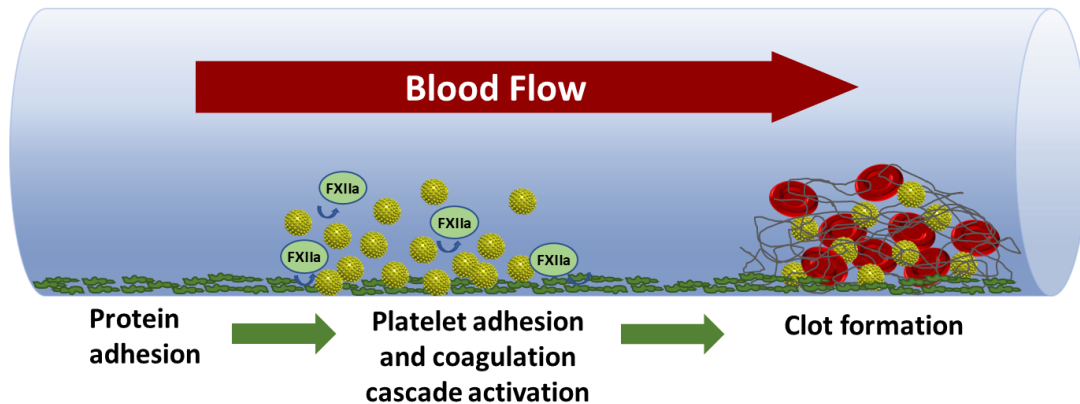 Blood Flow
FXIIa
FXIIa
FXIIa
FXIIa
Protein
adhesion
Platelet adhesion
and coagulation
cascade activation
Clot formation